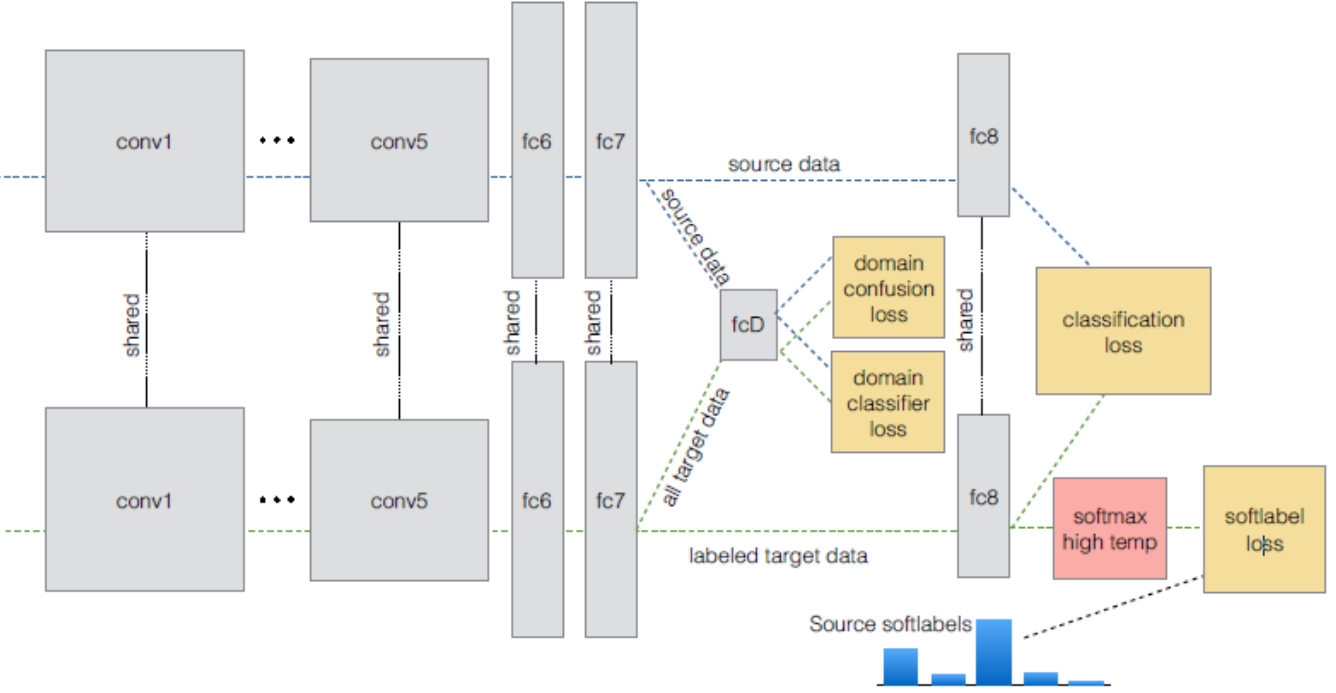 conv1
conv5
fc6
fc7
source data
fc8
source data
shared
shared
shared
shared
shared
fcD
domain
confusion
loss
domain
classifier
loss
classification
loss
all target data
conv1
conv5
fc6
fc7
labeled target data
fc8
softmax
high temp
softlabel
loss
Source softlabels